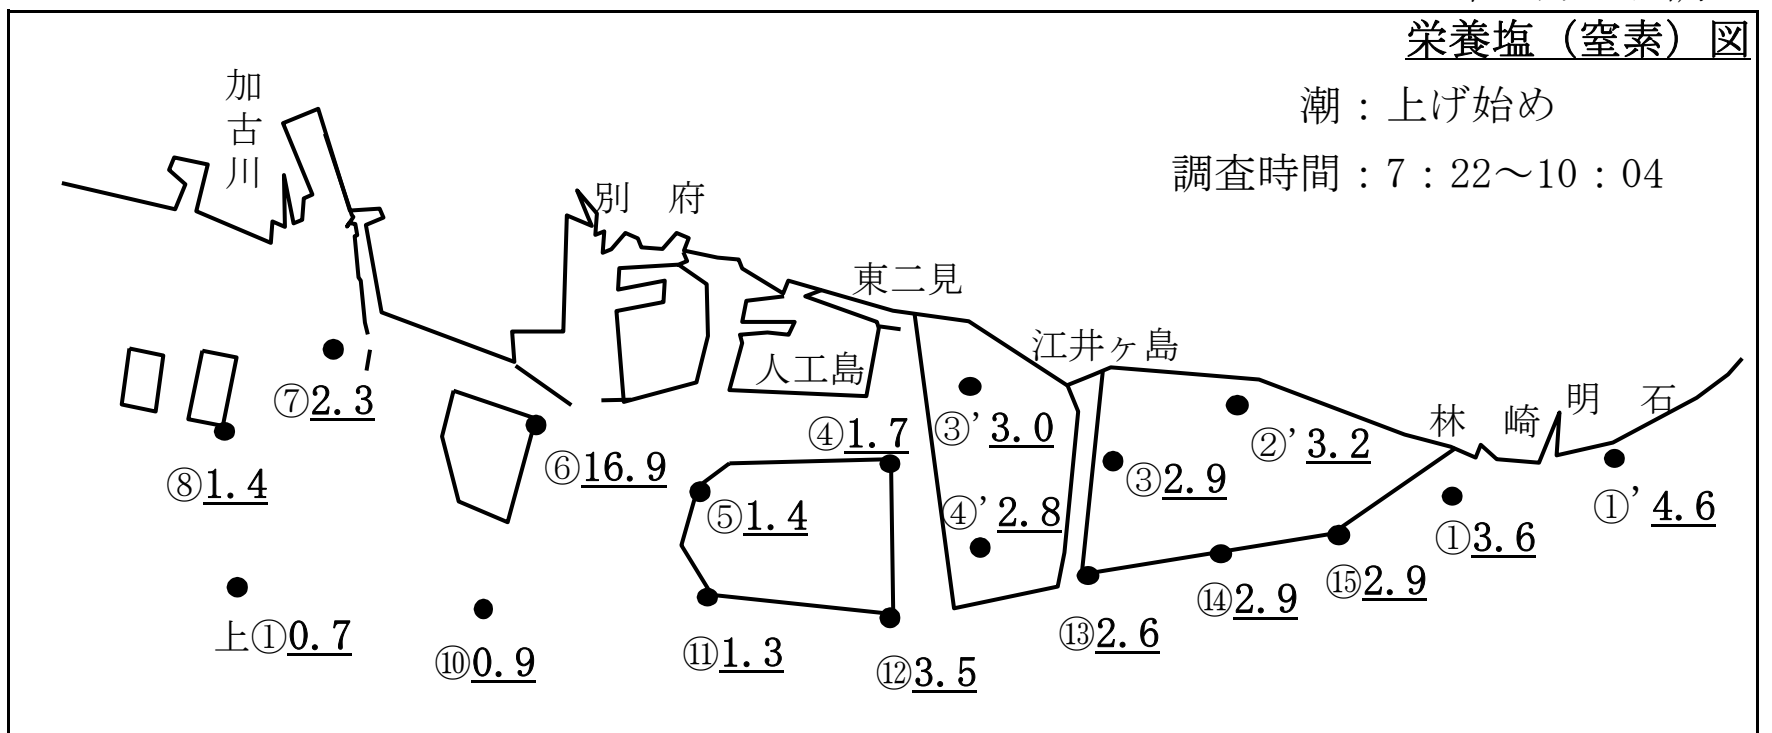 栄養塩（窒素）図
潮：上げ始め
調査時間：7：22～10：04
加古川
別 府
東二見
人工島
江井ヶ島
林 崎
明 石
⑦2.3
⑧1.4
⑥16.9
④1.7
③'3.0
②'3.2
③2.9
⑤1.4
④'2.8
①3.6
①'4.6
上①0.7
⑩0.9
⑪1.3
⑫3.5
⑬2.6
⑭2.9
⑮2.9